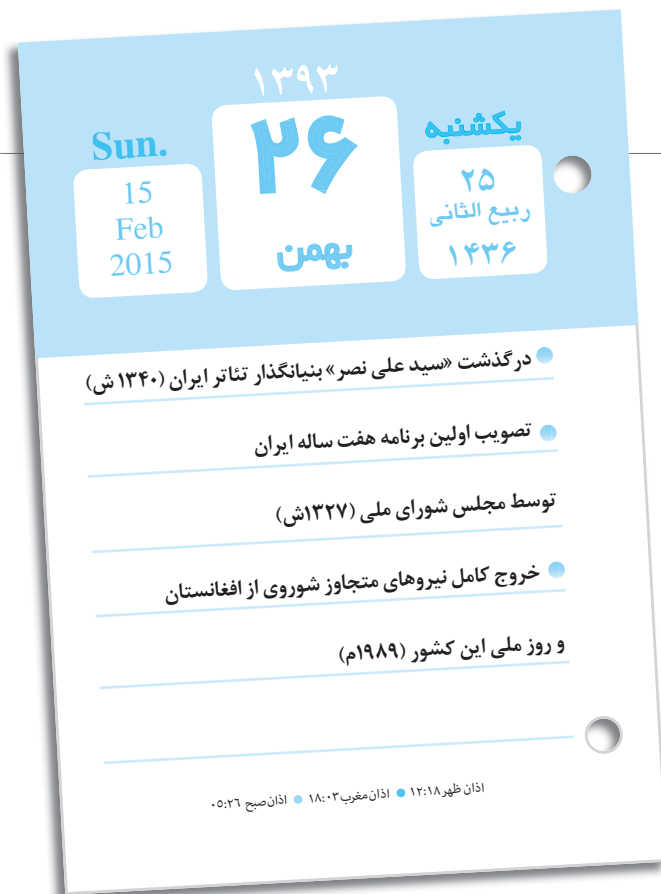 ۱۳۹۳
یکشنبه
۲۵
ربیع الثانی
۱۴۳۶
۲۶
بهمن
Sun.
15
Feb
2015
درگذشت «سید علی نصر» بنیانگذار تئاتر ایران (۱۳۴۰ ش)
تصویب اولین برنامه هفت ساله ایران
توسط مجلس شورای ملی (۱۳۲۷ش)
خروج کامل نیروهای متجاوز شوروی از افغانستان
و روز ملی این کشور (۱۹۸۹م)
اذان ظهر ۱۲:۱۸ ● اذان مغرب ۱۸:۰۳ ● اذان صبح ۰۵:۲۶